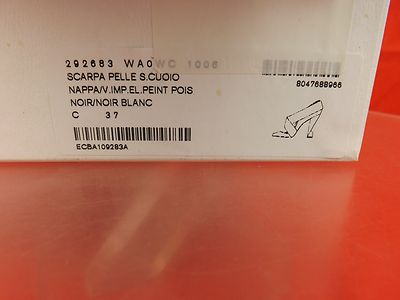 292683 WA0WC 1006
SCARPA PELLE S.CUOIO
NAPPA/V.IMP.EL.PEINT POIS
NOIR/NOIR BLANC
C 37
8047688966
ECBA109283A